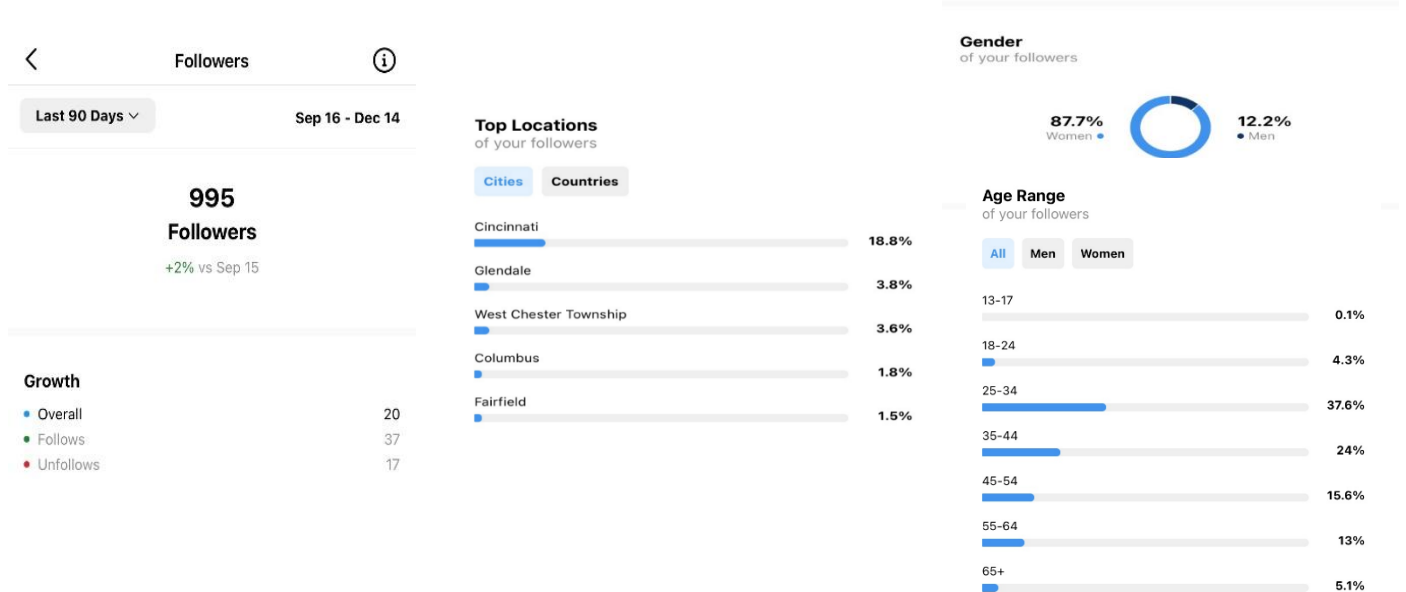 Followers
Last 90 Days
Sep 16 - Dec 14
995
Followers
+2% vs Sep 15
Growth
Overall 20
Follows 37
Unfollows 17
Top Locations
of your followers
Cities Countries
Cincinnati
18.8%
Glendale
3.8%
West Chester Township
3.6%
Columbus
1.8%
Fairfield
1.5%
Gender
of your followers
87.7% 12.2%
Women Men
Age Range
of your followers
All Men Women
13-17
0.1%
18-24
4.3%
25-34
37.6%
35-44
24%
45-54
15.6%
55-64
13%
65+
5.1%